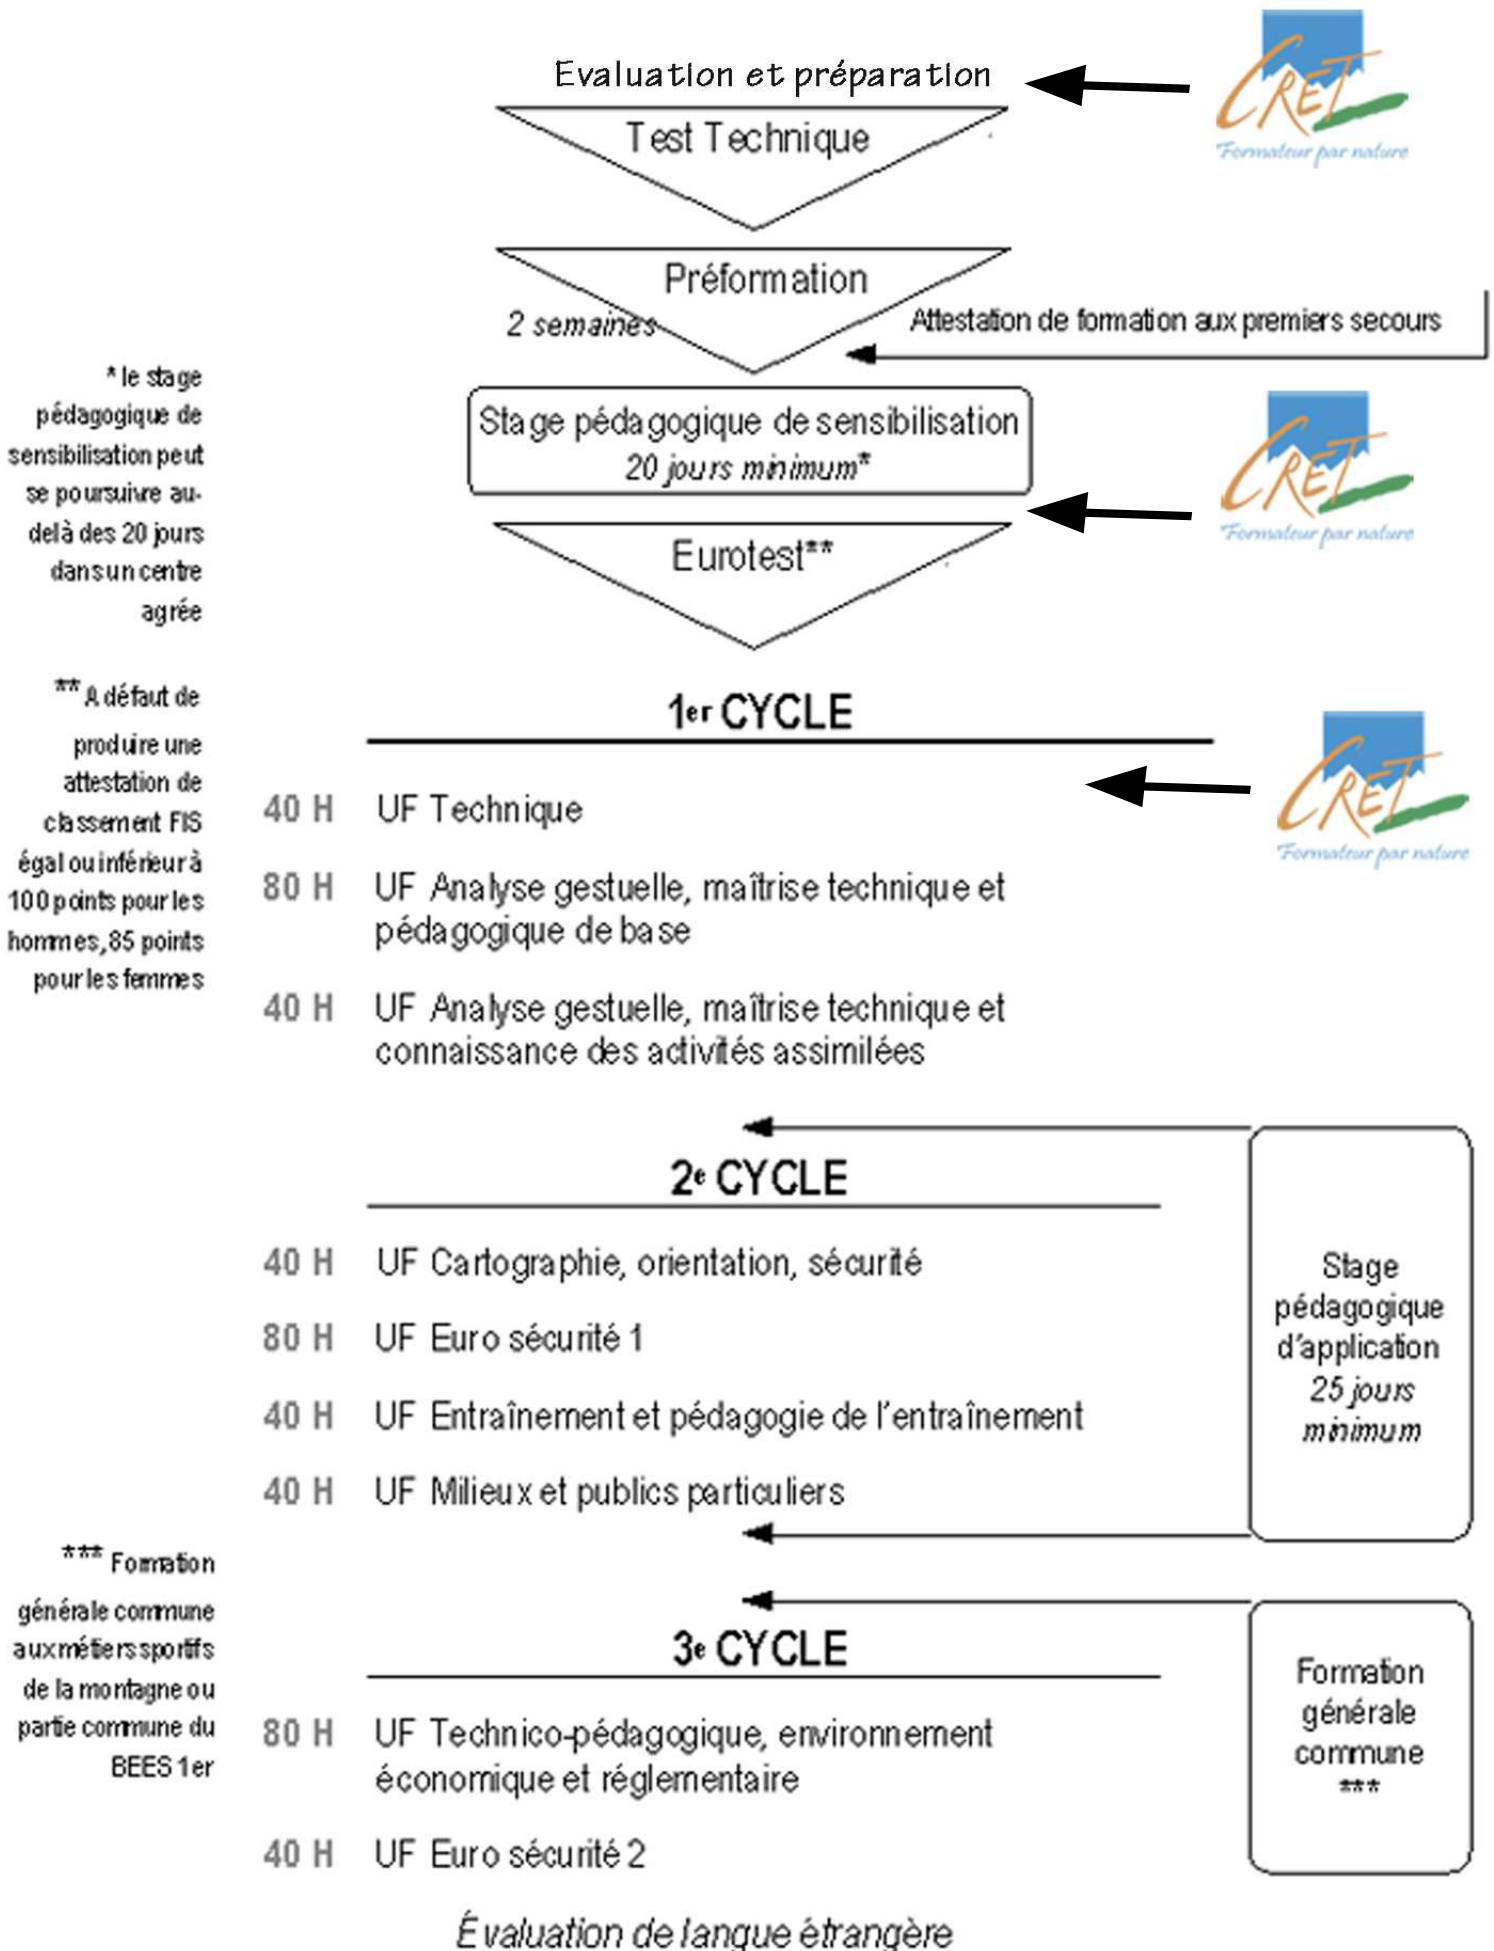 Evaluation et préparation
CRET
Formateur par nature
Test Technique
Préformation
2 semaines
Attestation de formation aux premiers secours
Stage pédagogique de sensibilisation
20 jours minimum*
* le stage
pédagogique de
sensibilisation peut
se poursuivre au-
delà des 20 jours
dans un centre
agrée
CRET
Formateur par nature
Eurotest**
** A défaut de
produire une
attestation de
classement FIS
égal ou inférieur à
100 points pour les
hommes, 85 points
pour les femmes
1er CYCLE
CRET
Formateur par nature
40 H UF Technique
80 H UF Analyse gestuelle, maîtrise technique et
pédagogique de base
40 H UF Analyse gestuelle, maîtrise technique et
connaissance des activités assimilées
2e CYCLE
40 H UF Cartographie, orientation, sécurité
80 H UF Euro sécurité 1
40 H UF Entraînement et pédagogie de l'entraînement
40 H UF Milieux et publics particuliers
Stage
pédagogique
d'application
25 jours
minimum
*** Formation
générale commune
aux métiers sportifs
de la montagne ou
partie commune du
BEES 1er
3e CYCLE
80 H UF Technico-pédagogique, environnement
économique et réglementaire
40 H UF Euro sécurité 2
Formation
générale
commune
***
Évaluation de langue étrangère